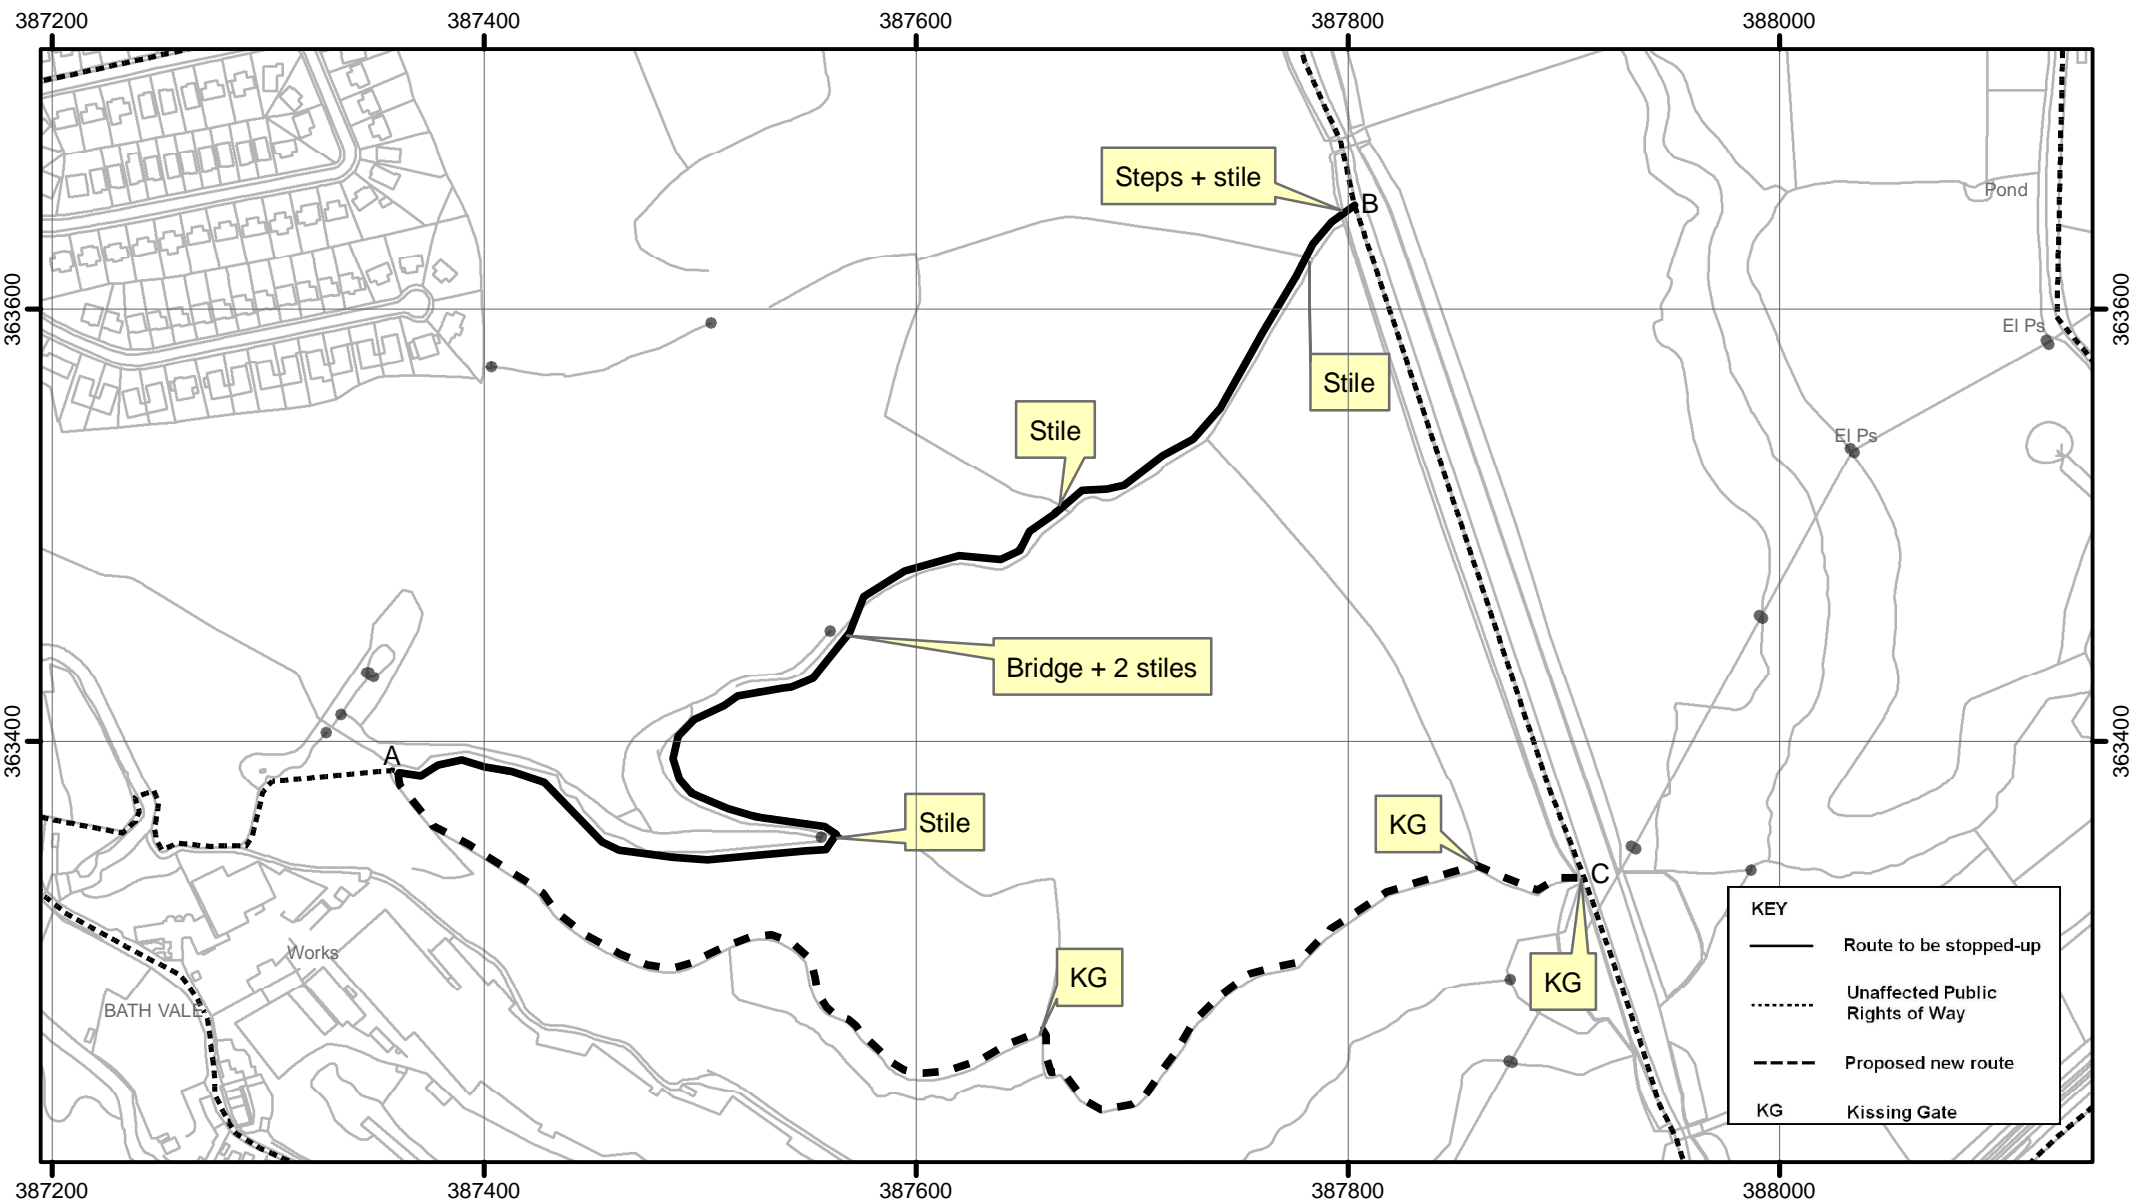 387200 387400 387600 387800 388000
Pond
Steps + stile
B
363600 363600
El Ps
Stile
Stile
El Ps
Bridge + 2 stiles
363400 363400
A
Stile
KG
C
KEY
Route to be stopped-up
Unaffected Public
Rights of Way
Proposed new route
KG Kissing Gate
Works
KG
KG
BATH VALE
387200 387400 387600 387800 388000